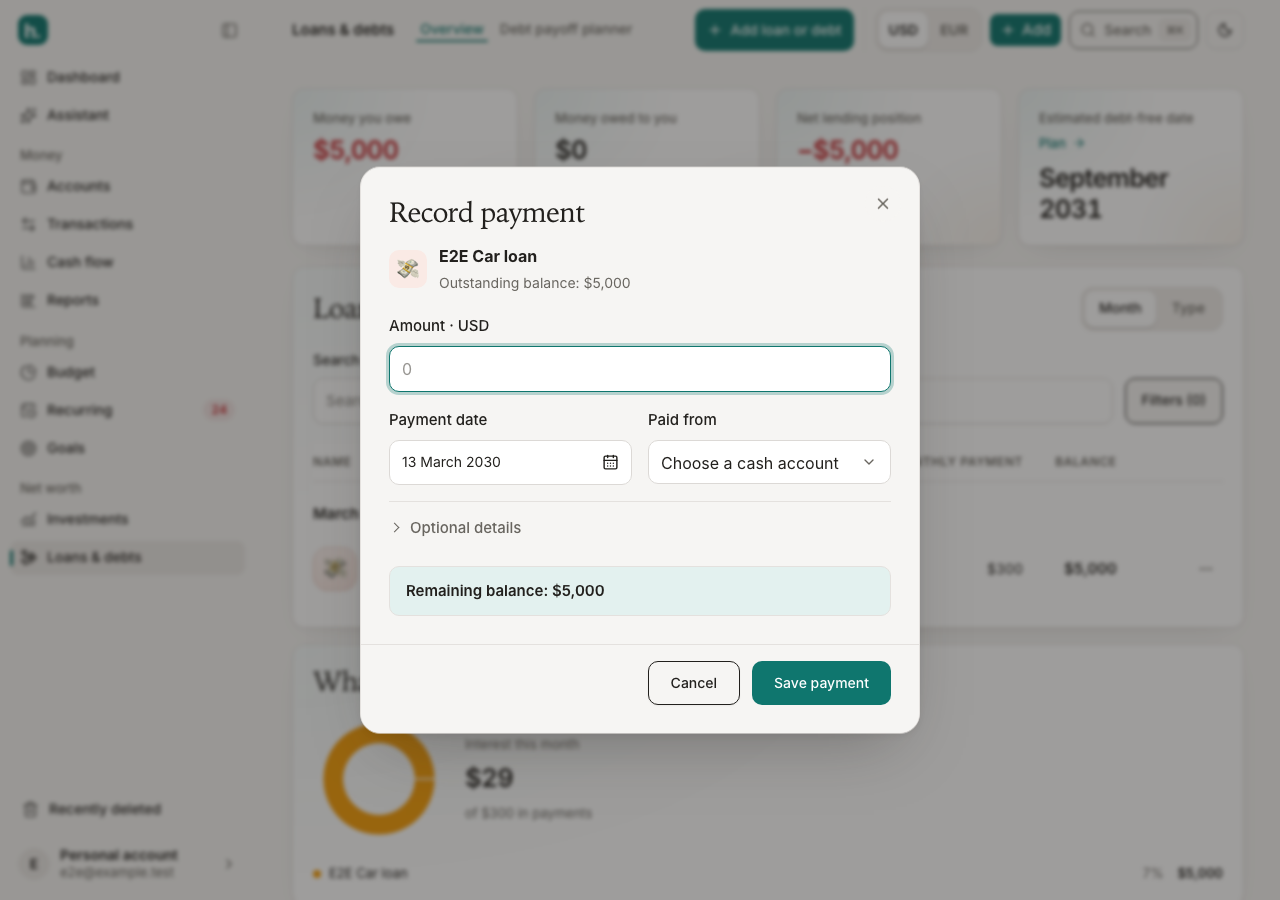 h.
Loans & debts
Overview
Debt payoff planner
+ Add loan or debt
USD
EUR
+ Add
Search
⌘K
Dashboard
Assistant
Money
Accounts
Transactions
Cash flow
Reports
Planning
Budget
Recurring
24
Goals
Net worth
Investments
Loans & debts
Recently deleted
E
Personal account
e2e@example.test
Money you owe
$5,000
Money owed to you
$0
Net lending position
−$5,000
Estimated debt-free date
Plan →
September
2031
Record payment
E2E Car loan
Outstanding balance: $5,000
Amount · USD
0
Payment date
Paid from
13 March 2030
Choose a cash account
Optional details
Remaining balance: $5,000
Cancel
Save payment
Month
Type
Search
Filters (0)
NAME
PAYMENT
BALANCE
March
$300
$5,000
Interest this month
$29
of $300 in payments
E2E Car loan
7%
$5,000